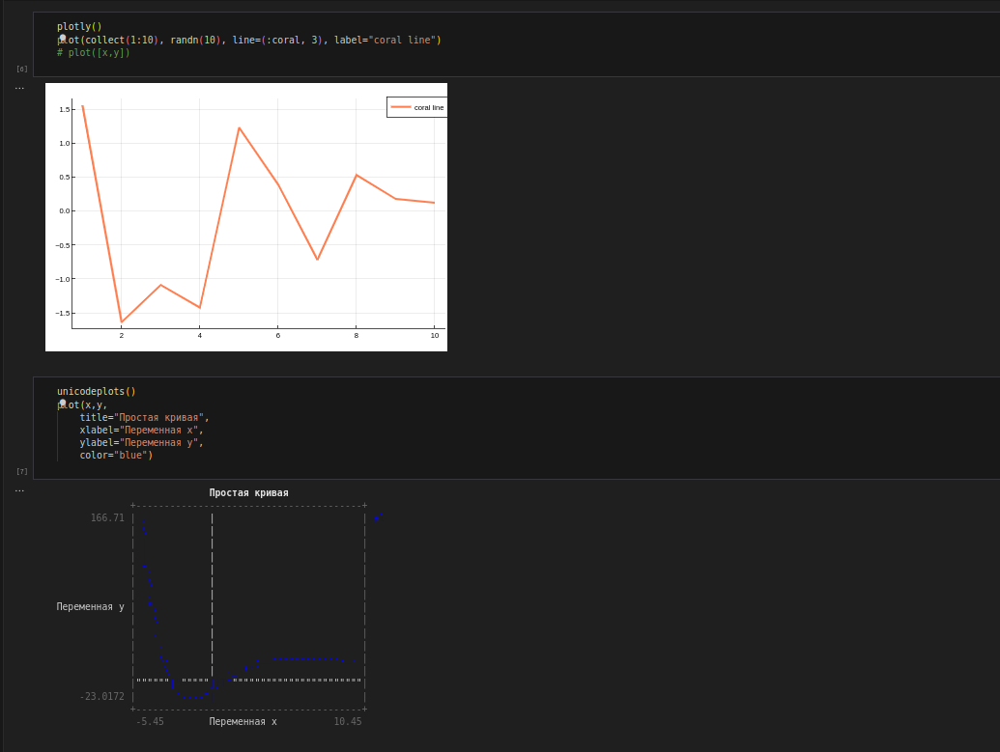 plotly()
plot(collect(1:10), randn(10), line=(:coral, 3), label="coral line")
# plot([x,y])
[6]
...
coral line
1.5
1.0
0.5
0.0
−0.5
−1.0
−1.5
2 4 6 8 10
unicodeplots()
plot(x,y,
title="Простая кривая",
xlabel="Переменная x",
ylabel="Переменная y",
color="blue")
[7]
...
Простая кривая
166.71
Переменная y
-23.0172
-5.45 Переменная x 10.45